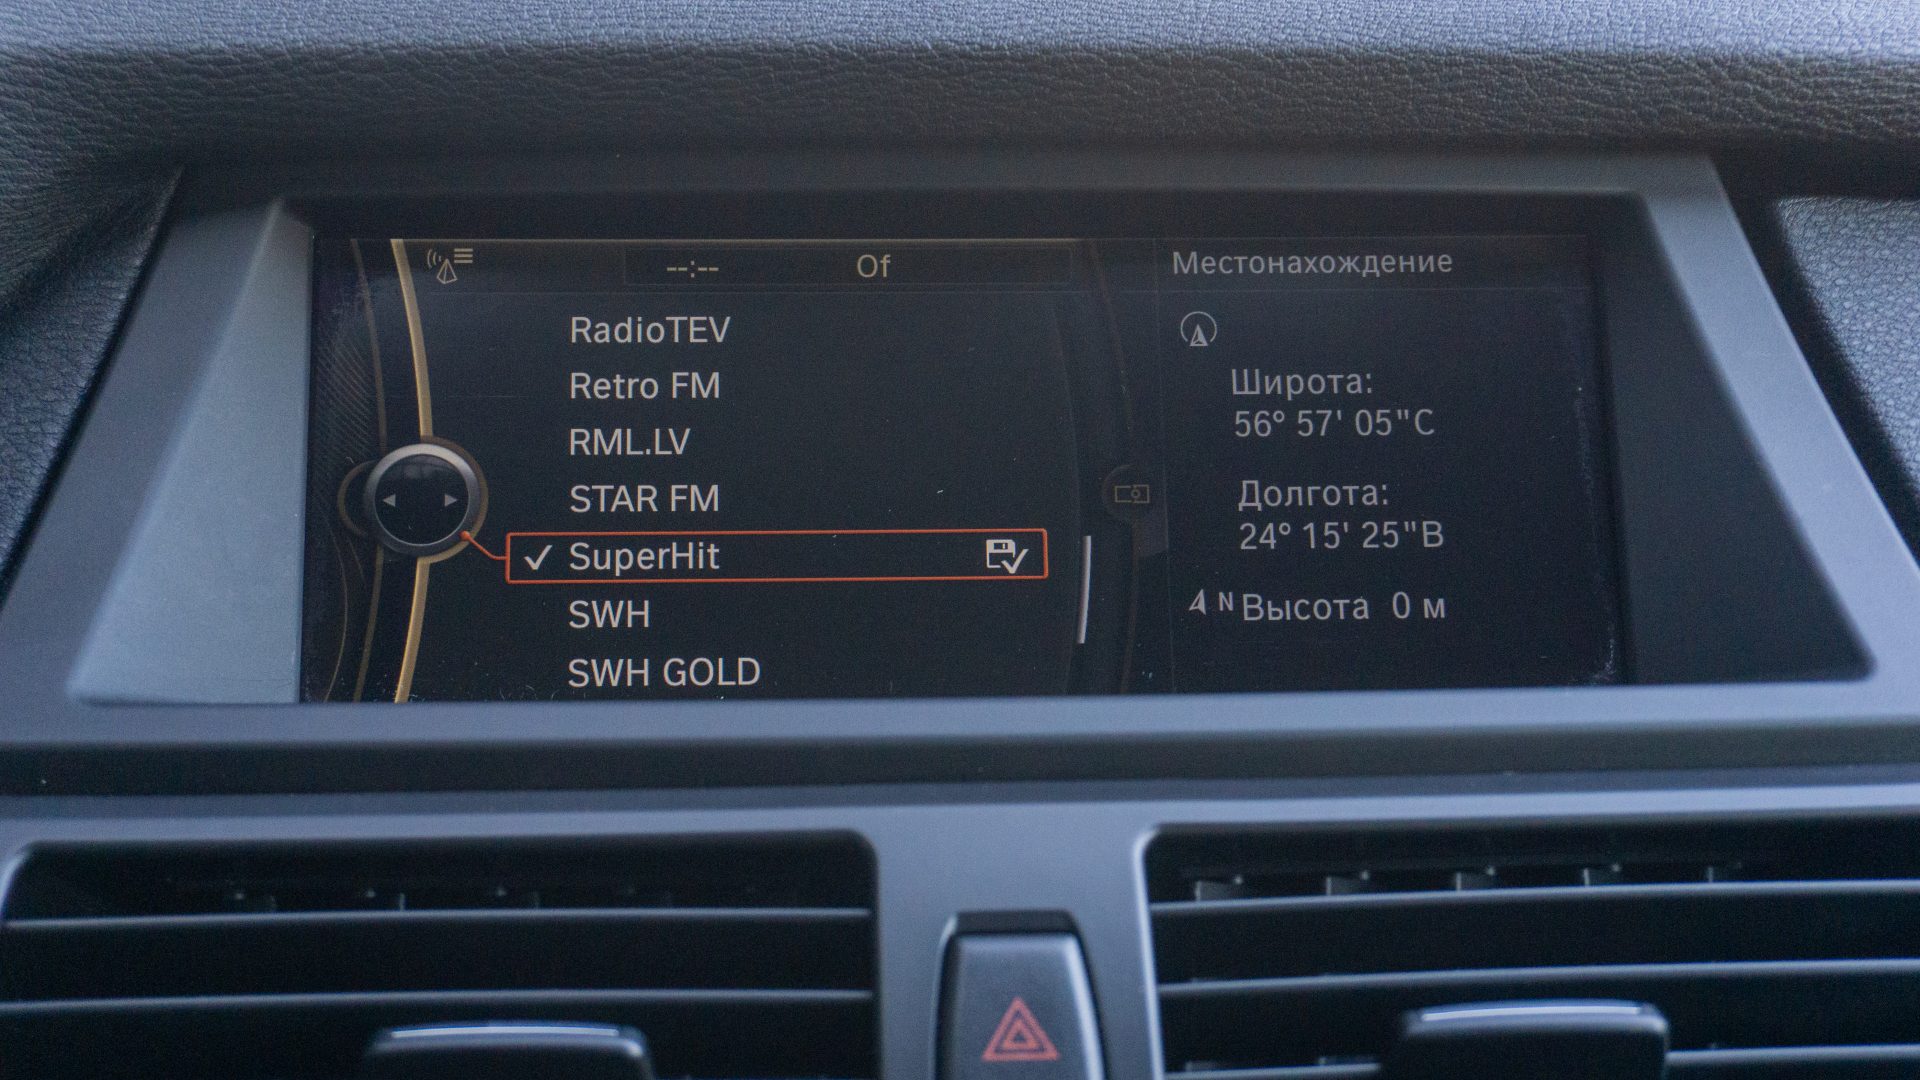 --:-- Of
RadioTEV
Retro FM
RML.LV
STAR FM
SuperHit
SWH
SWH GOLD
Местонахождение
Широта:
56° 57' 05"С
Долгота:
24° 15' 25"В
N Высота 0 м